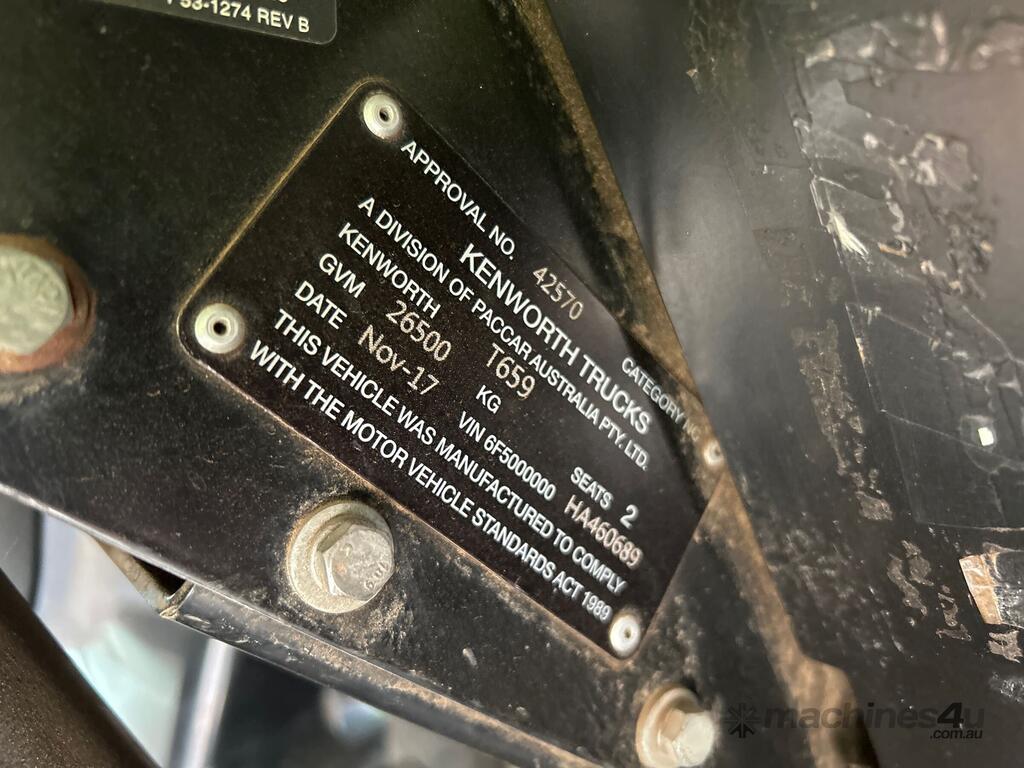 53-1274 REV B
APPROVAL NO. 42570 CATEGORY
KENWORTH TRUCKS
A DIVISION OF PACCAR AUSTRALIA PTY. LTD.
KENWORTH T659
GVM 26500 KG SEATS 2
DATE Nov-17 VIN 6F5000000 HA460689
THIS VEHICLE WAS MANUFACTURED TO COMPLY
WITH THE MOTOR VEHICLE STANDARDS ACT 1989
machines4u
.com.au